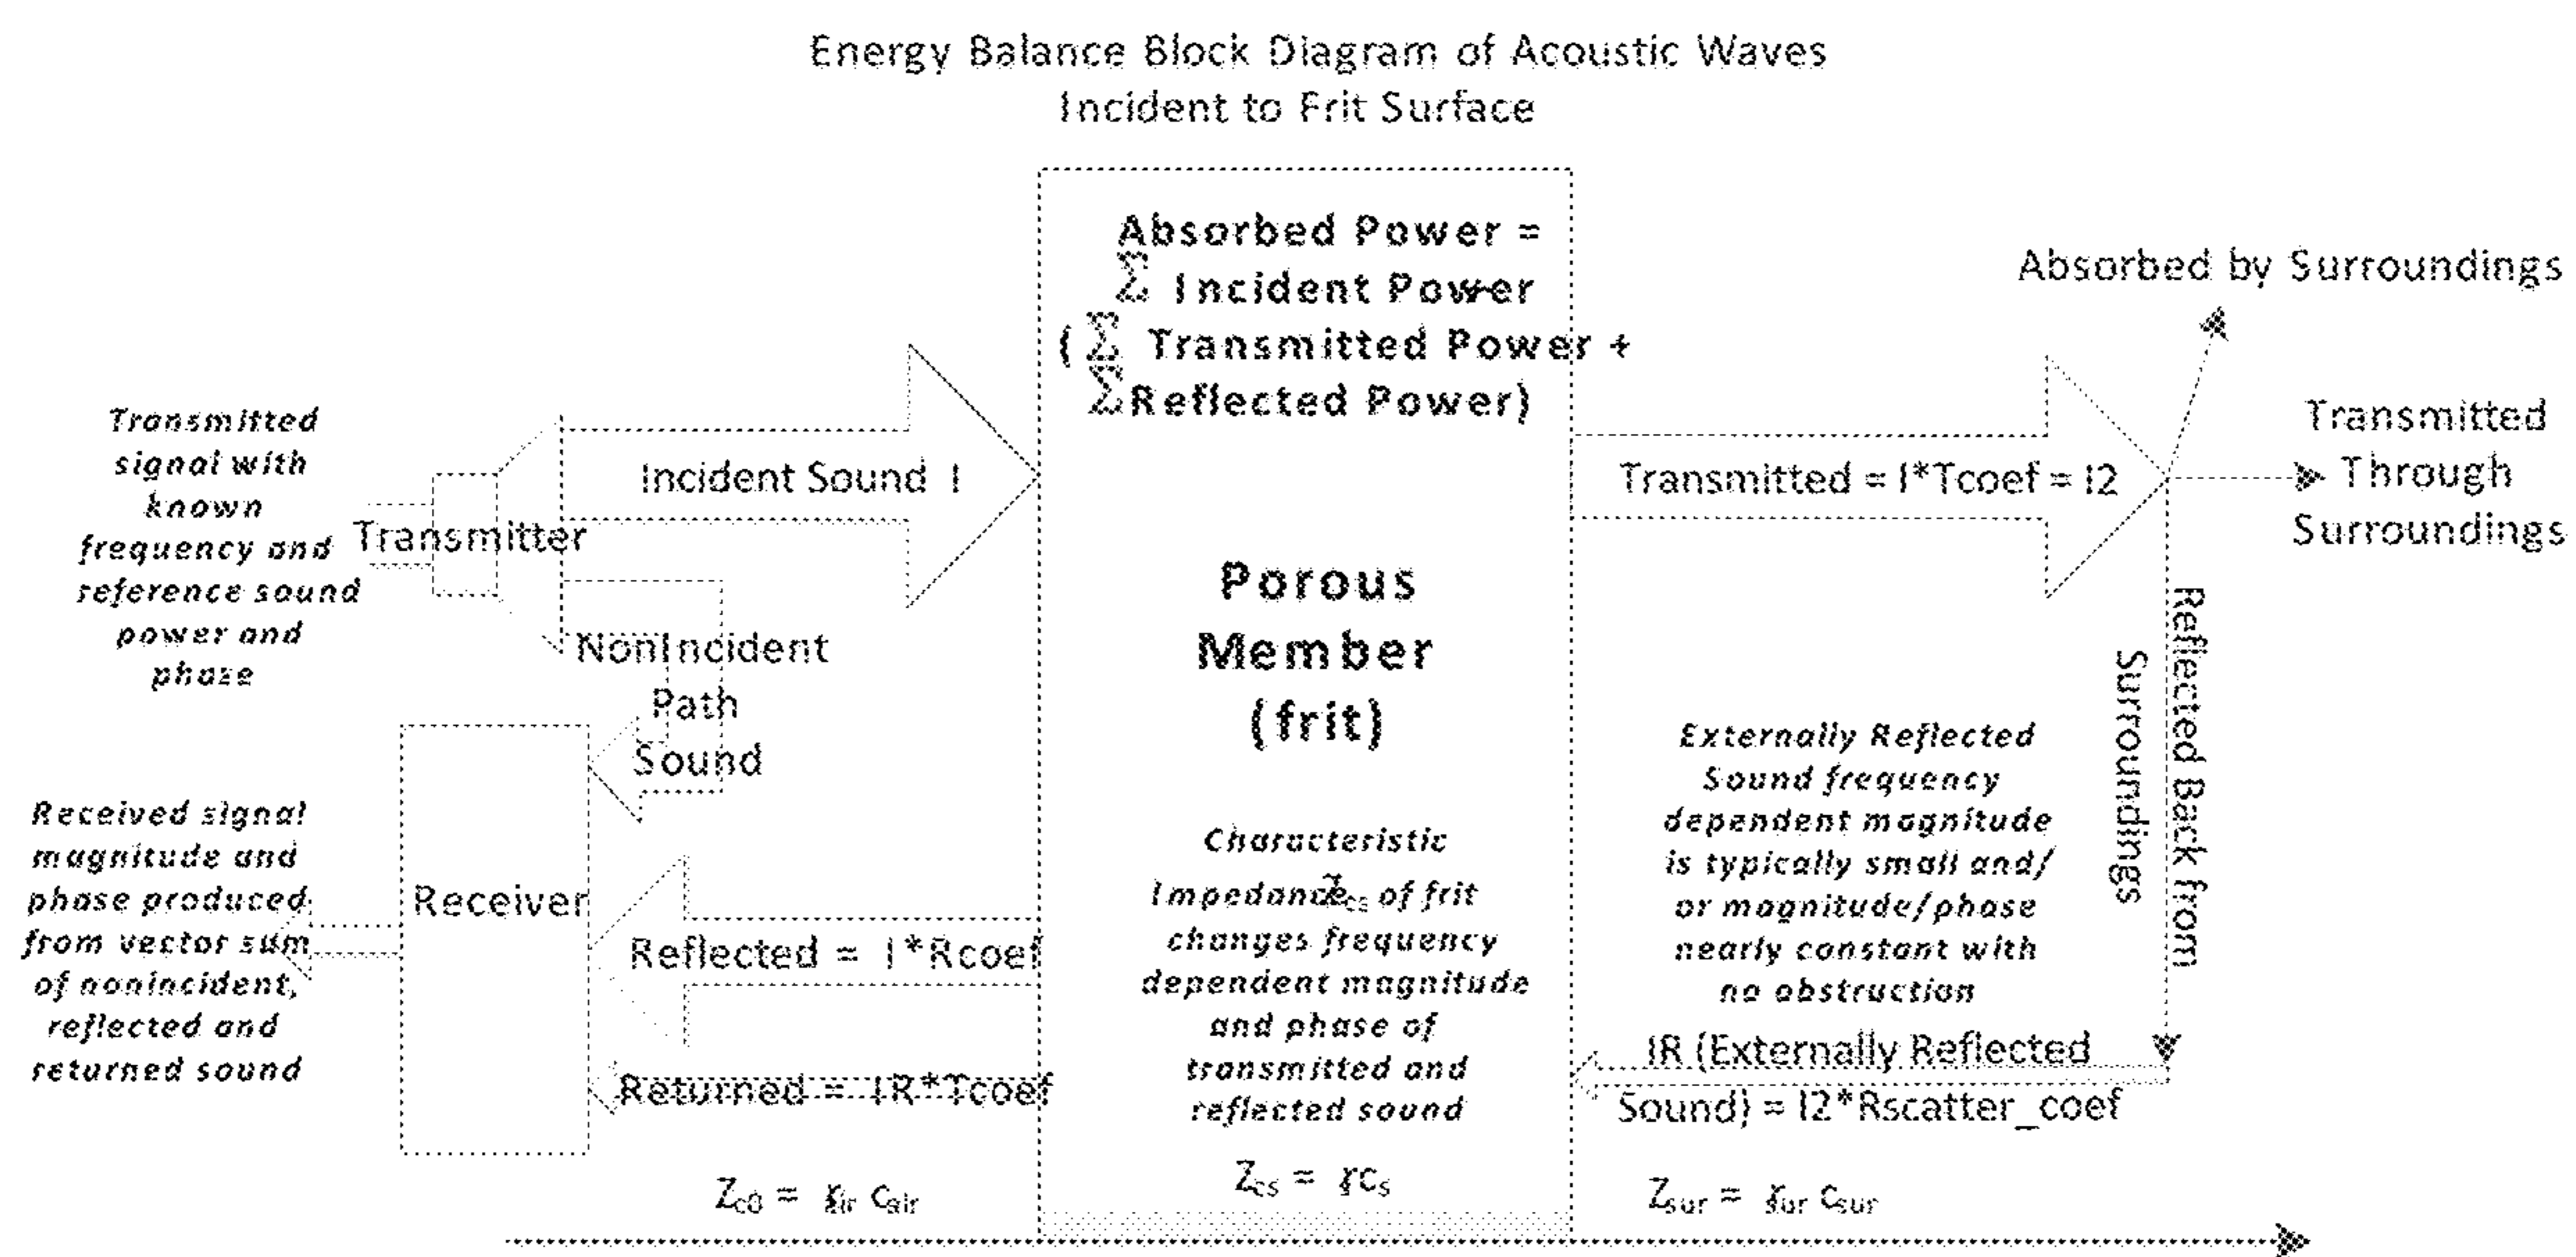 Energy Balance Block Diagram of Acoustic Waves
Incident to Frit Surface
Absorbed Power =
Σ Incident Power -
( Σ Transmitted Power +
Σ Reflected Power)
Porous
Member
(frit)
Characteristic
Impedance Zcs of frit
changes frequency
dependent magnitude
and phase of
transmitted and
reflected sound
Transmitted
signal with
known
frequency and
reference sound
power and
phase
Transmitter
Incident Sound I
NonIncident
Path
Sound
Received signal
magnitude and
phase produced
from vector sum
of nonincident,
reflected and
returned sound
Receiver
Reflected = I*Rcoef
Returned = IR*Tcoef
Transmitted = I*Tcoef = I2
Absorbed by Surroundings
Transmitted
Through
Surroundings
Reflected Back from
Surroundings
Externally Reflected
Sound frequency
dependent magnitude
is typically small and/
or magnitude/phase
nearly constant with
no obstruction
IR (Externally Reflected
Sound) = I2*Rscatter_coef
Zc0 = rair cair
Zcs = rs cs
Zsur = rsur csur